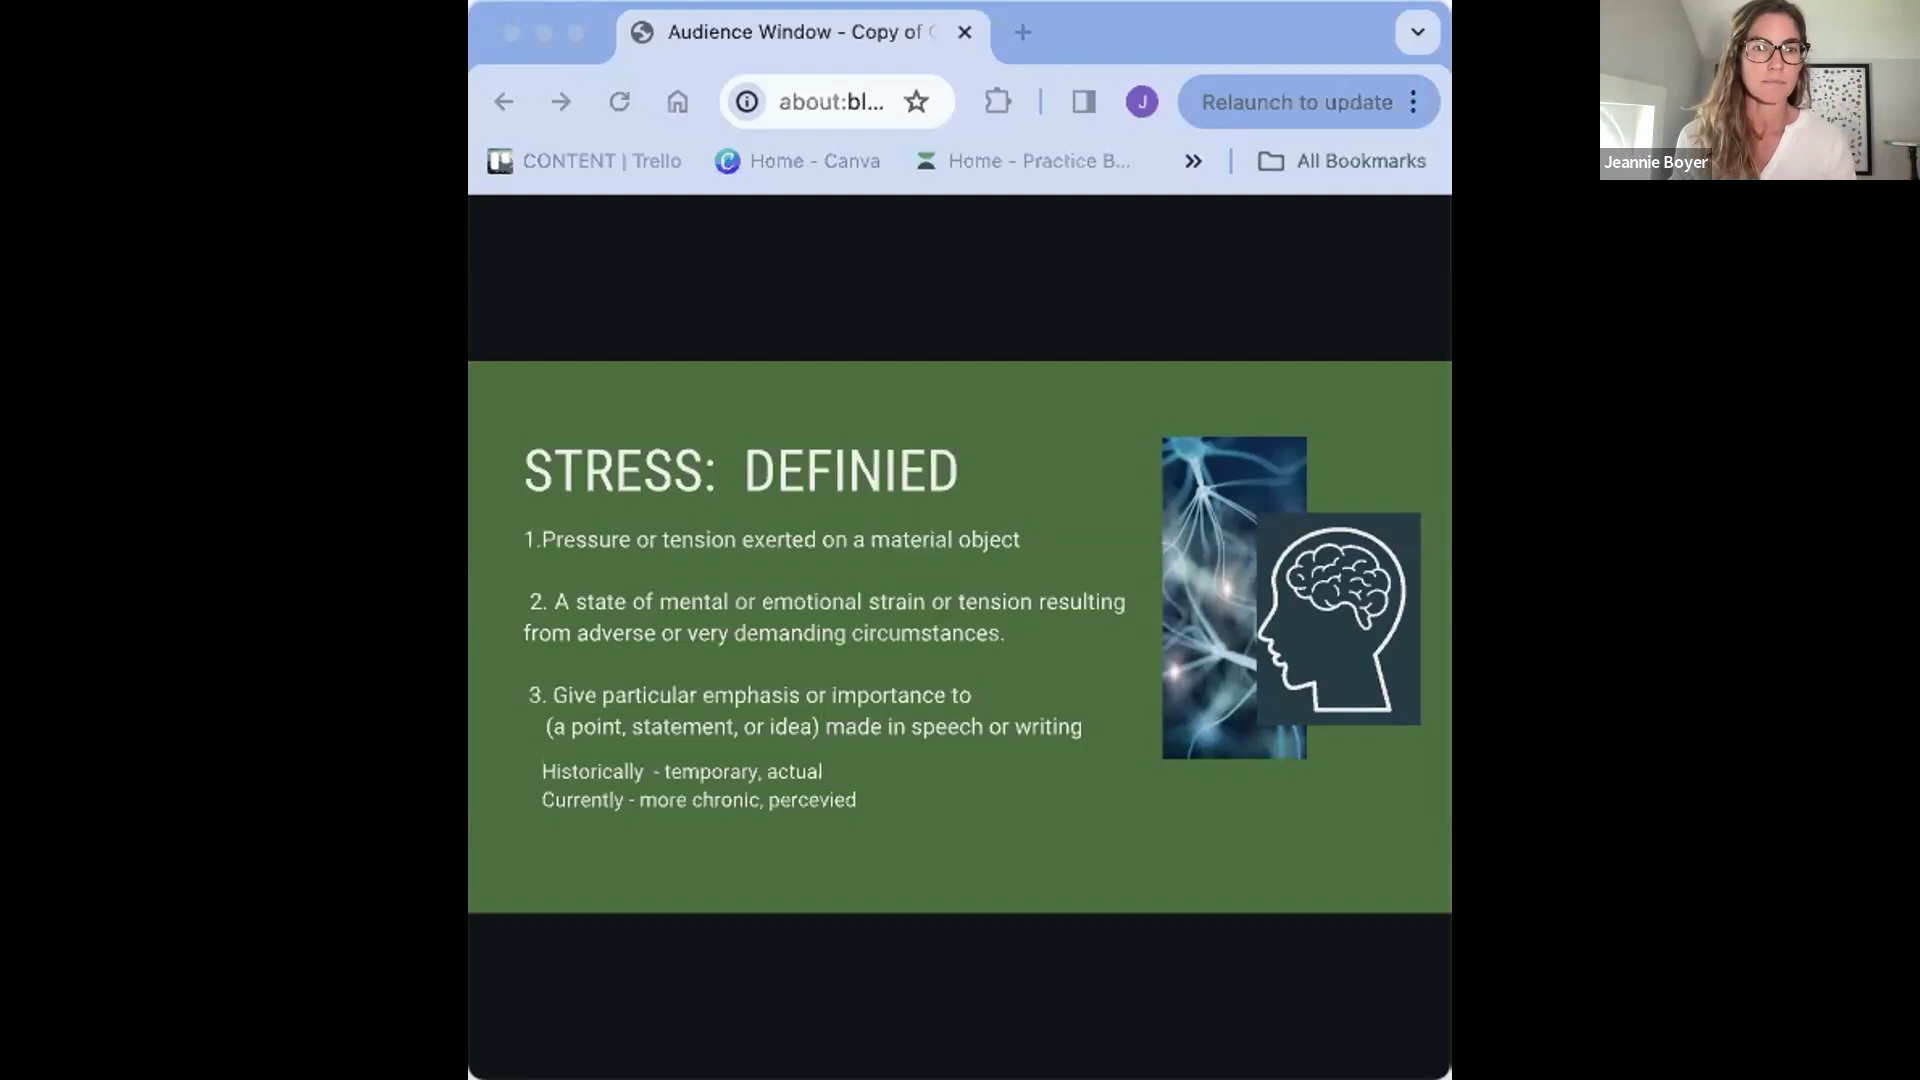 Audience Window - Copy of
about:bl...
J
Relaunch to update
CONTENT | Trello
Home - Canva
Home - Practice B...
»
All Bookmarks
Jeannie Boyer
STRESS: DEFINIED
1.Pressure or tension exerted on a material object
2. A state of mental or emotional strain or tension resulting
from adverse or very demanding circumstances.
3. Give particular emphasis or importance to
(a point, statement, or idea) made in speech or writing
Historically - temporary, actual
Currently - more chronic, percevied